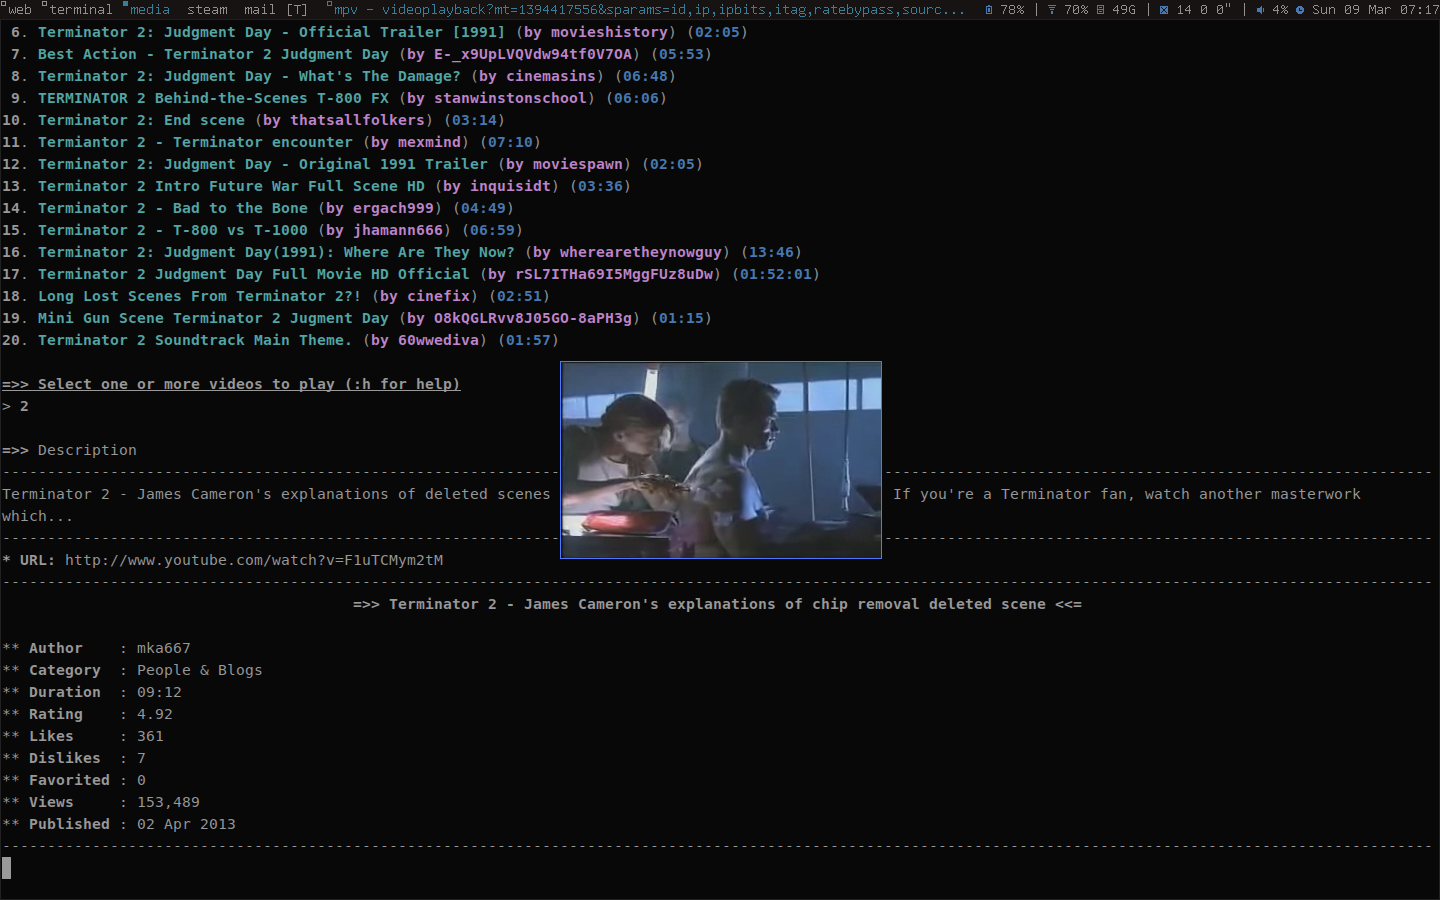 web terminal media steam mail [T] mpv - videoplayback?mt=1394417556&sparams=id,ip,ipbits,itag,ratebypass,sourc... 78% | 70% 49G | 14 0 0" | 4% Sun 09 Mar 07:17
6. Terminator 2: Judgment Day - Official Trailer [1991] (by movieshistory) (02:05)
7. Best Action - Terminator 2 Judgment Day (by E-_x9UpLVQVdw94tf0V7OA) (05:53)
8. Terminator 2: Judgment Day - What's The Damage? (by cinemasins) (06:48)
9. TERMINATOR 2 Behind-the-Scenes T-800 FX (by stanwinstonschool) (06:06)
10. Terminator 2: End scene (by thatsallfolkers) (03:14)
11. Termiantor 2 - Terminator encounter (by mexmind) (07:10)
12. Terminator 2: Judgment Day - Original 1991 Trailer (by moviespawn) (02:05)
13. Terminator 2 Intro Future War Full Scene HD (by inquisidt) (03:36)
14. Terminator 2 - Bad to the Bone (by ergach999) (04:49)
15. Terminator 2 - T-800 vs T-1000 (by jhamann666) (06:59)
16. Terminator 2: Judgment Day(1991): Where Are They Now? (by wherearetheynowguy) (13:46)
17. Terminator 2 Judgment Day Full Movie HD Official (by rSL7ITHa69I5MggFUz8uDw) (01:52:01)
18. Long Lost Scenes From Terminator 2?! (by cinefix) (02:51)
19. Mini Gun Scene Terminator 2 Jugment Day (by O8kQGLRvv8J05GO-8aPH3g) (01:15)
20. Terminator 2 Soundtrack Main Theme. (by 60wwediva) (01:57)
=>> Select one or more videos to play (:h for help)
> 2
=>> Description
Terminator 2 - James Cameron's explanations of deleted scenes If you're a Terminator fan, watch another masterwork
which...
* URL: http://www.youtube.com/watch?v=F1uTCMym2tM
=>> Terminator 2 - James Cameron's explanations of chip removal deleted scene <<=
** Author : mka667
** Category : People & Blogs
** Duration : 09:12
** Rating : 4.92
** Likes : 361
** Dislikes : 7
** Favorited : 0
** Views : 153,489
** Published : 02 Apr 2013